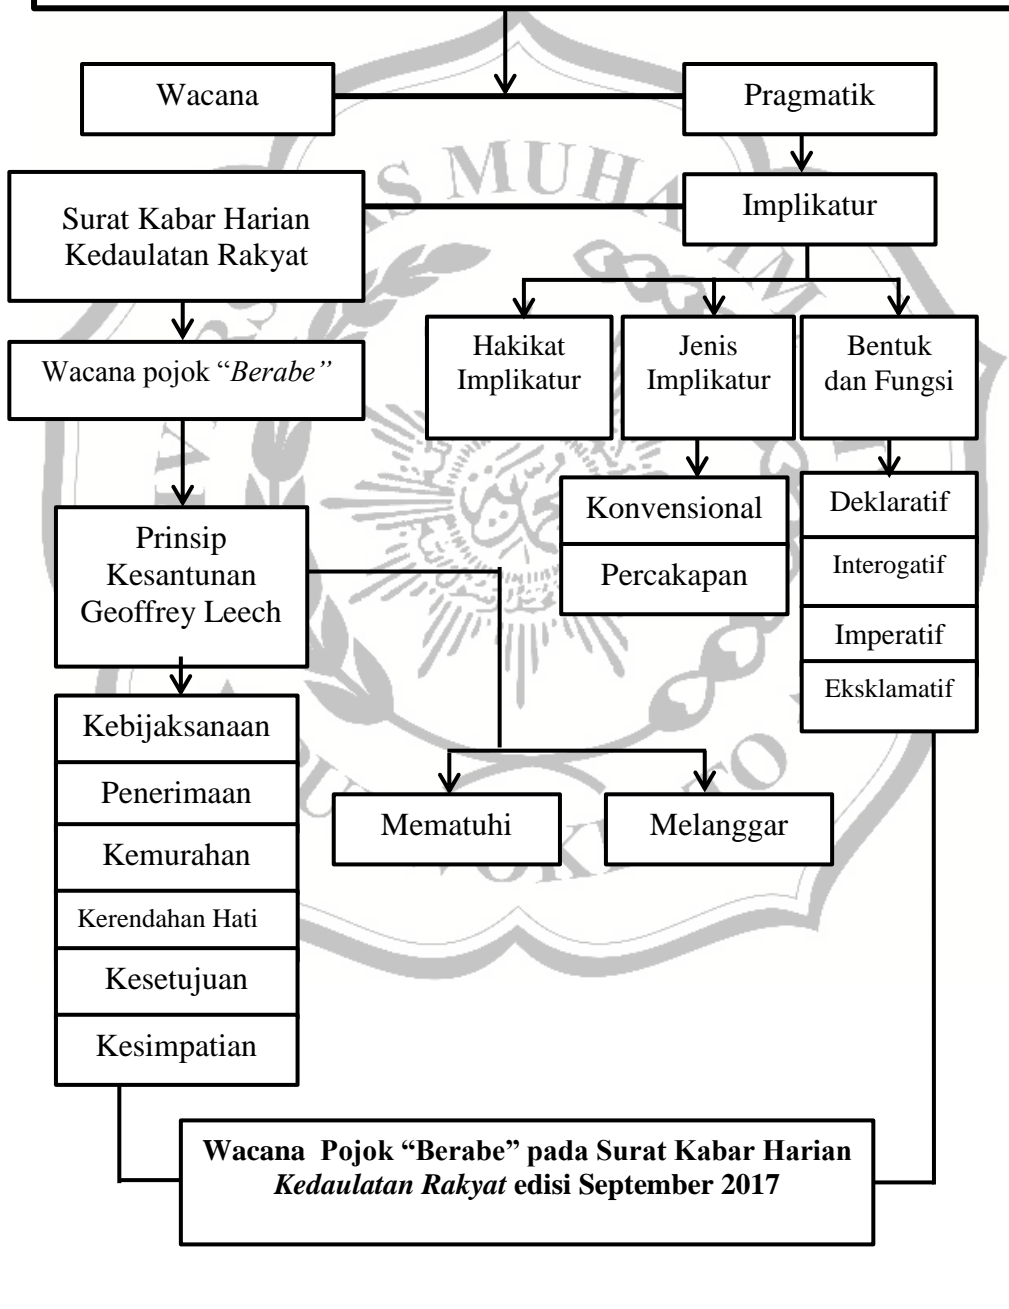 Wacana
Pragmatik
Implikatur
Surat Kabar Harian
Kedaulatan Rakyat
Wacana pojok “Berabe”
Hakikat
Implikatur
Jenis
Implikatur
Bentuk
dan Fungsi
Konvensional
Percakapan
Deklaratif
Interogatif
Imperatif
Eksklamatif
Prinsip
Kesantunan
Geoffrey Leech
Kebijaksanaan
Penerimaan
Kemurahan
Kerendahan Hati
Kesetujuan
Kesimpatian
Mematuhi
Melanggar
Wacana Pojok “Berabe” pada Surat Kabar Harian
Kedaulatan Rakyat edisi September 2017